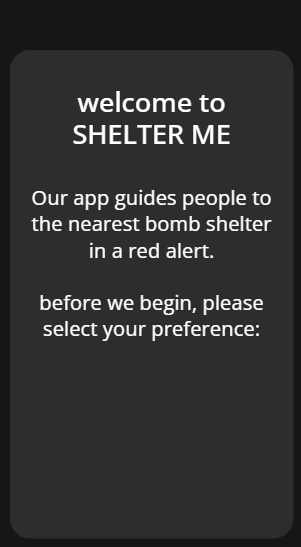 welcome to
SHELTER ME
Our app guides people to
the nearest bomb shelter
in a red alert.
before we begin, please
select your preference: